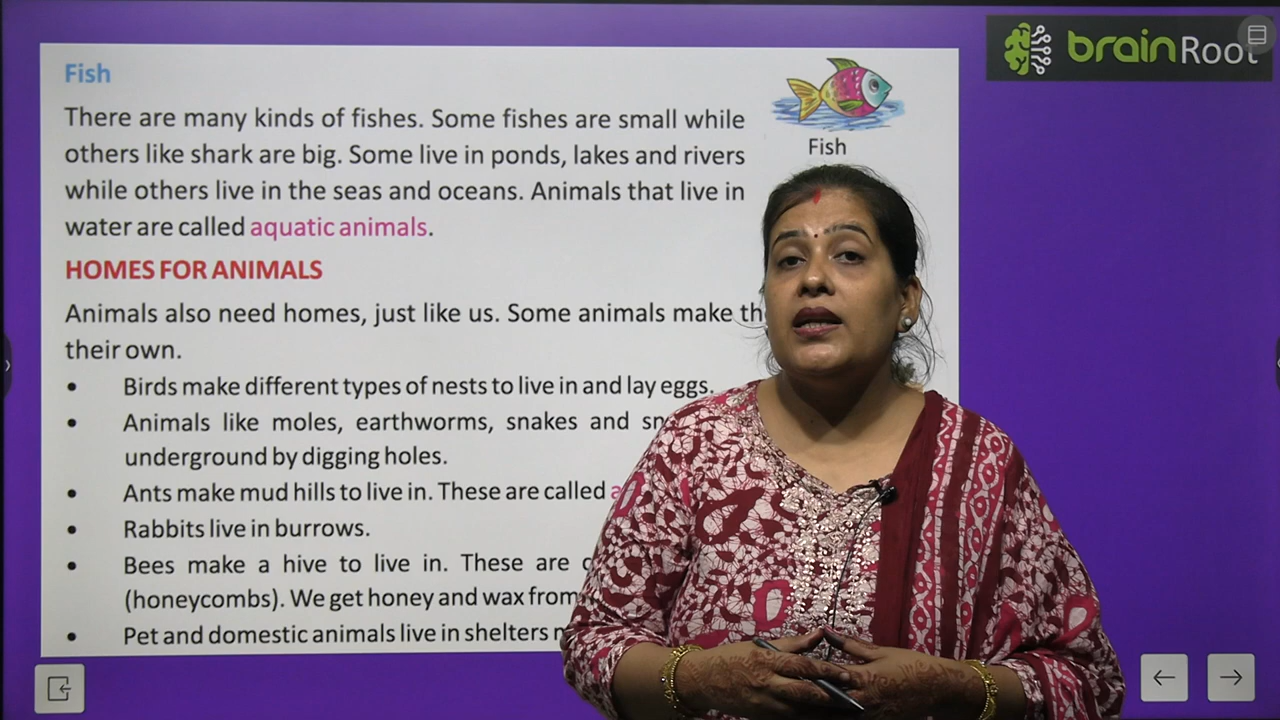 brainRoot
Fish
There are many kinds of fishes. Some fishes are small while
others like shark are big. Some live in ponds, lakes and rivers
while others live in the seas and oceans. Animals that live in
water are called aquatic animals.
Fish
HOMES FOR ANIMALS
Animals also need homes, just like us. Some animals make
their own.
• Birds make different types of nests to live in and lay eggs.
• Animals like moles, earthworms, snakes and
underground by digging holes.
• Ants make mud hills to live in. These are called
• Rabbits live in burrows.
• Bees make a hive to live in. These are
(honeycombs). We get honey and wax from
• Pet and domestic animals live in shelters